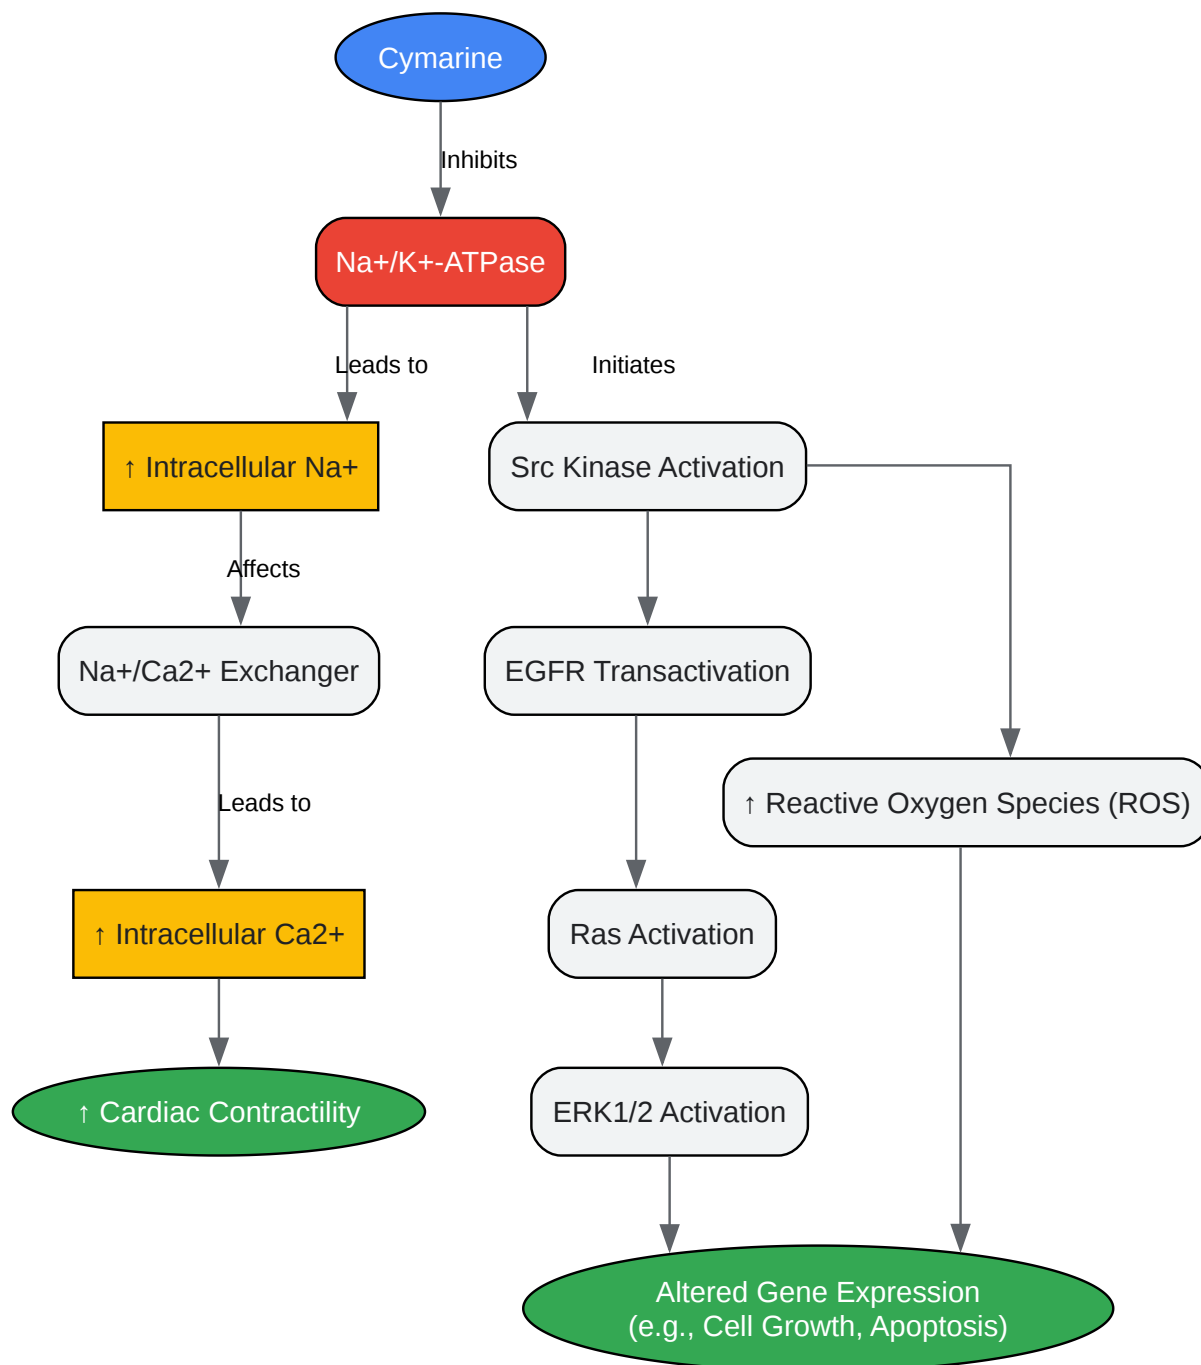 Cymarine
Inhibits
Na+/K+-ATPase
Leads to
Initiates
↑ Intracellular Na+
Src Kinase Activation
Affects
Na+/Ca2+ Exchanger
EGFR Transactivation
Leads to
↑ Reactive Oxygen Species (ROS)
↑ Intracellular Ca2+
Ras Activation
↑ Cardiac Contractility
ERK1/2 Activation
Altered Gene Expression
(e.g., Cell Growth, Apoptosis)